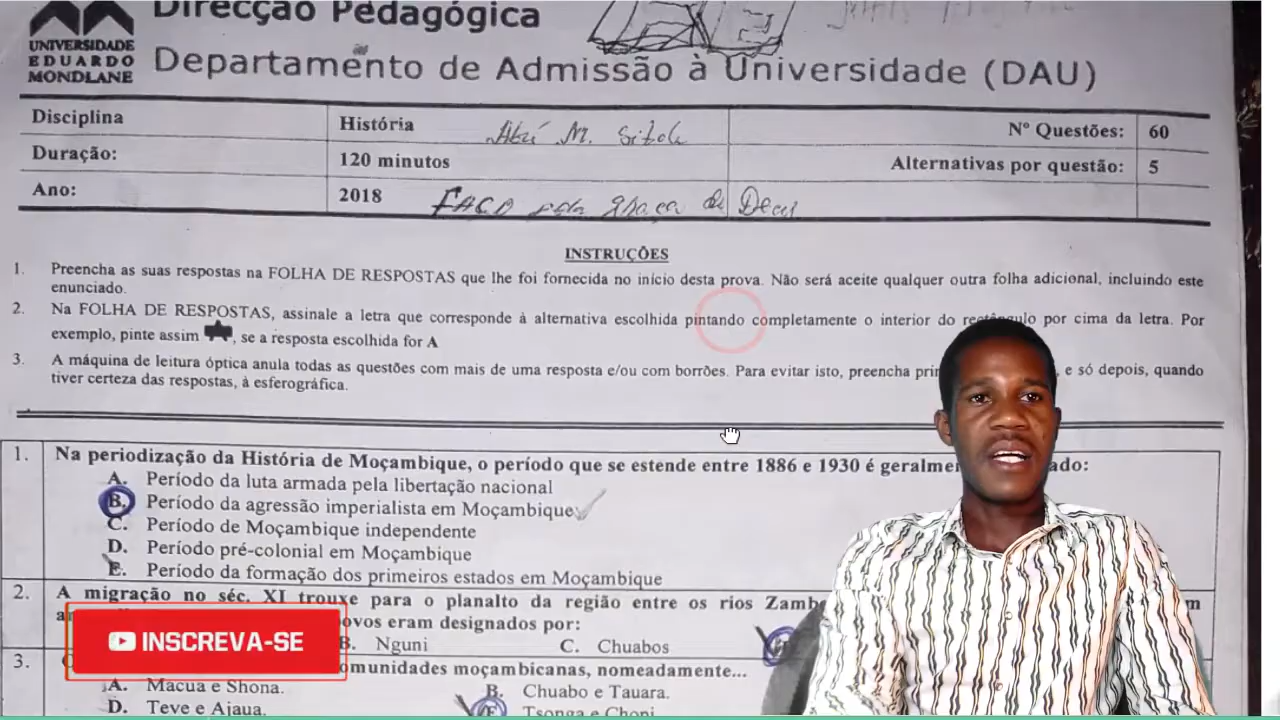 Direcção Pedagógica
UNIVERSIDADE
EDUARDO
MONDLANE
Departamento de Admissão à Universidade (DAU)
Disciplina História Nº Questões: 60
Duração: 120 minutos Alternativas por questão: 5
Ano: 2018
INSTRUÇÕES
1. Preencha as suas respostas na FOLHA DE RESPOSTAS que lhe foi fornecida no início desta prova. Não será aceite qualquer outra folha adicional, incluindo este
enunciado.
2. Na FOLHA DE RESPOSTAS, assinale a letra que corresponde à alternativa escolhida pintando completamente o interior do rectângulo por cima da letra. Por
exemplo, pinte assim , se a resposta escolhida for A
3. A máquina de leitura óptica anula todas as questões com mais de uma resposta e/ou com borrões. Para evitar isto, preencha , e só depois, quando
tiver certeza das respostas, à esferográfica.
1. Na periodização da História de Moçambique, o período que se estende entre 1886 e 1930 é
A. Período da luta armada pela libertação nacional
B. Período da agressão imperialista em Moçambique
C. Período de Moçambique independente
D. Período pré-colonial em Moçambique
E. Período da formação dos primeiros estados em Moçambique
2. A migração no séc. XI trouxe para o planalto da região entre os rios
eram designados por:
B. Nguni C. Chuabos
3. moçambicanas, nomeadamente...
A. Macua e Shona. B. Chuabo e Tauara.
D. Teve e Ajaua. E. Tsonga e Chopi
INSCREVA-SE